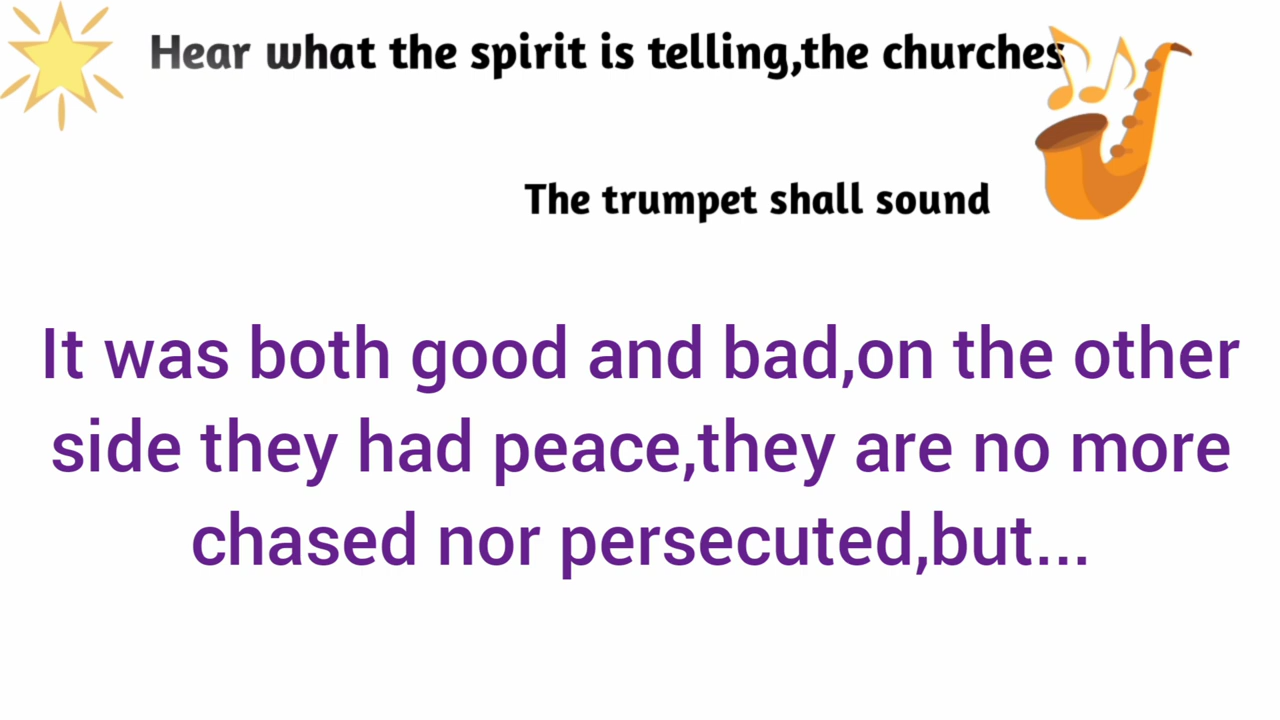 Hear what the spirit is telling,the churches
The trumpet shall sound
It was both good and bad,on the other
side they had peace,they are no more
chased nor persecuted,but...